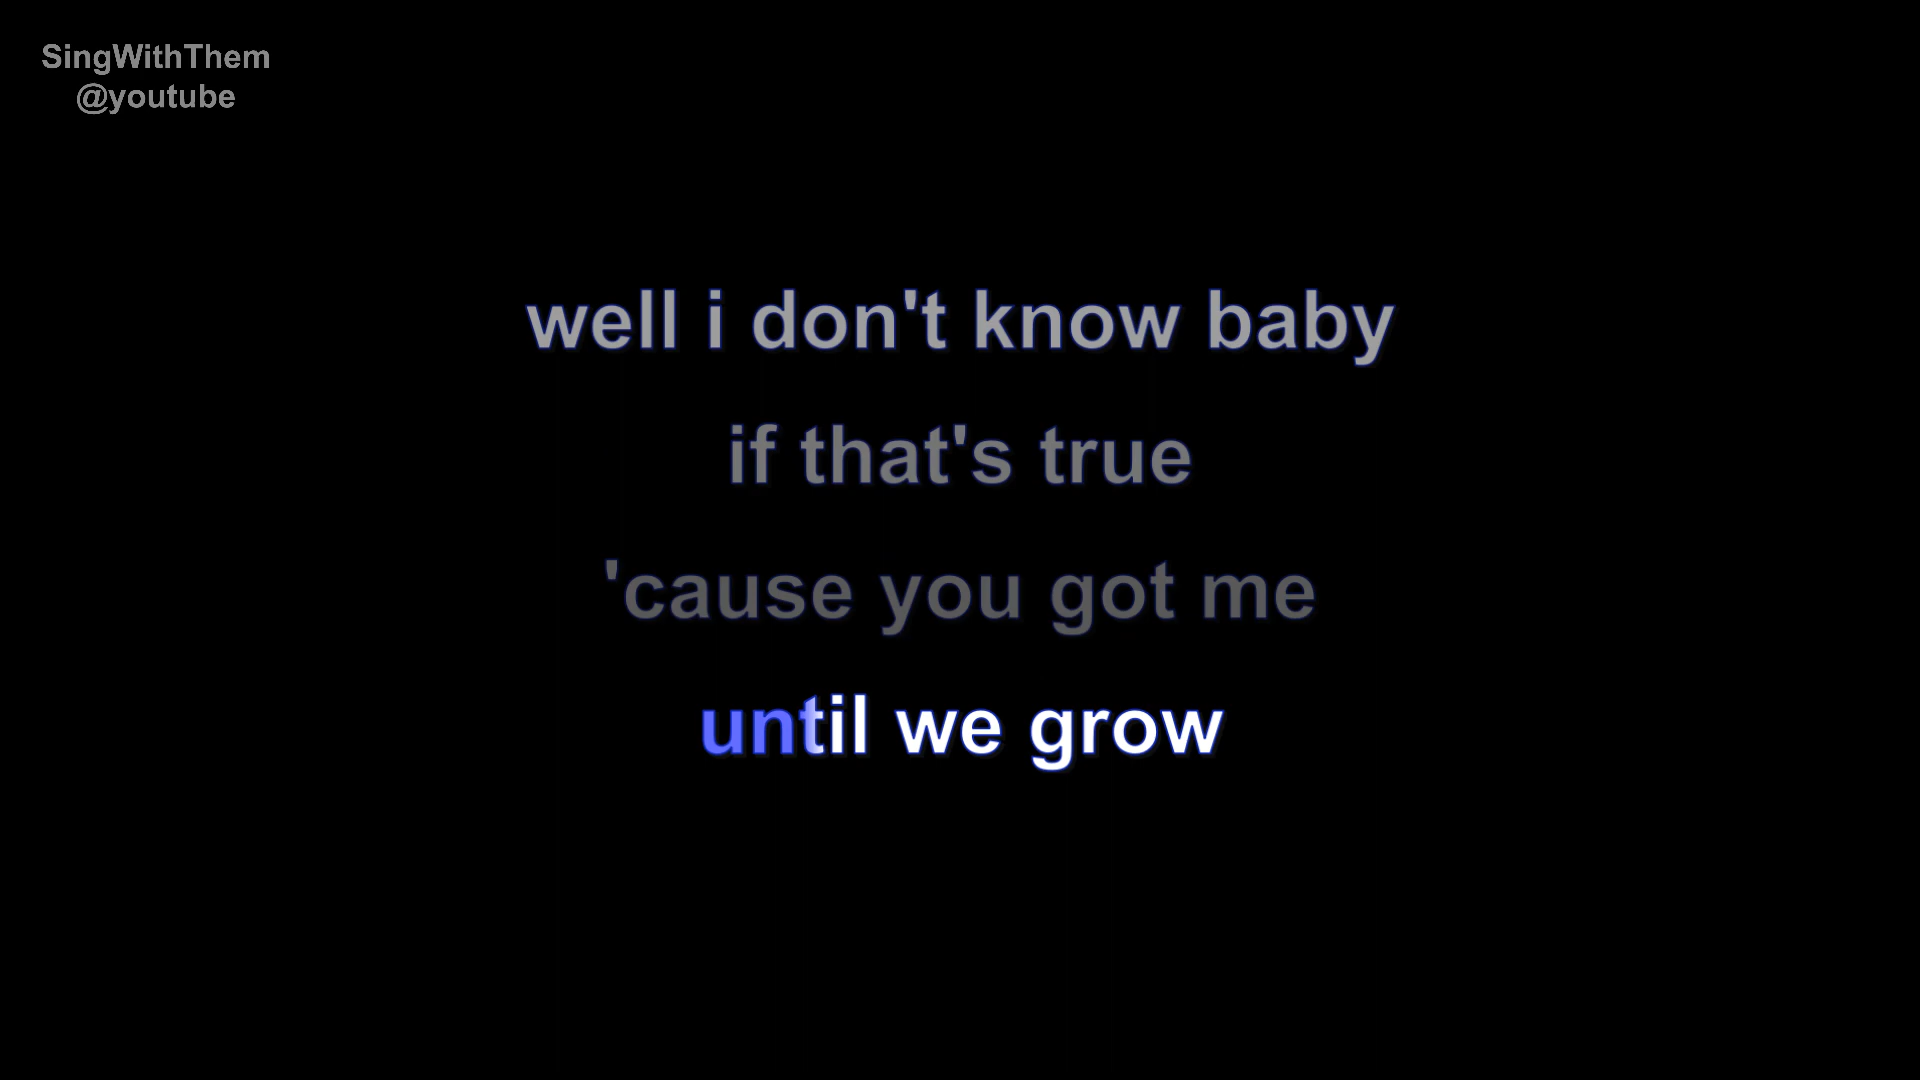 SingWithThem
@youtube
well i don't know baby
if that's true
'cause you got me
until we grow